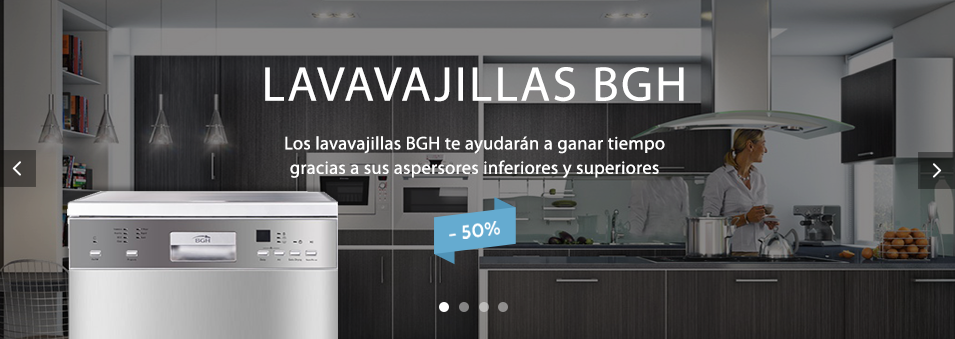 LAVAVAJILLAS BGH
Los lavavajillas BGH te ayudarán a ganar tiempo
gracias a sus aspersores inferiores y superiores
- 50%
BGH